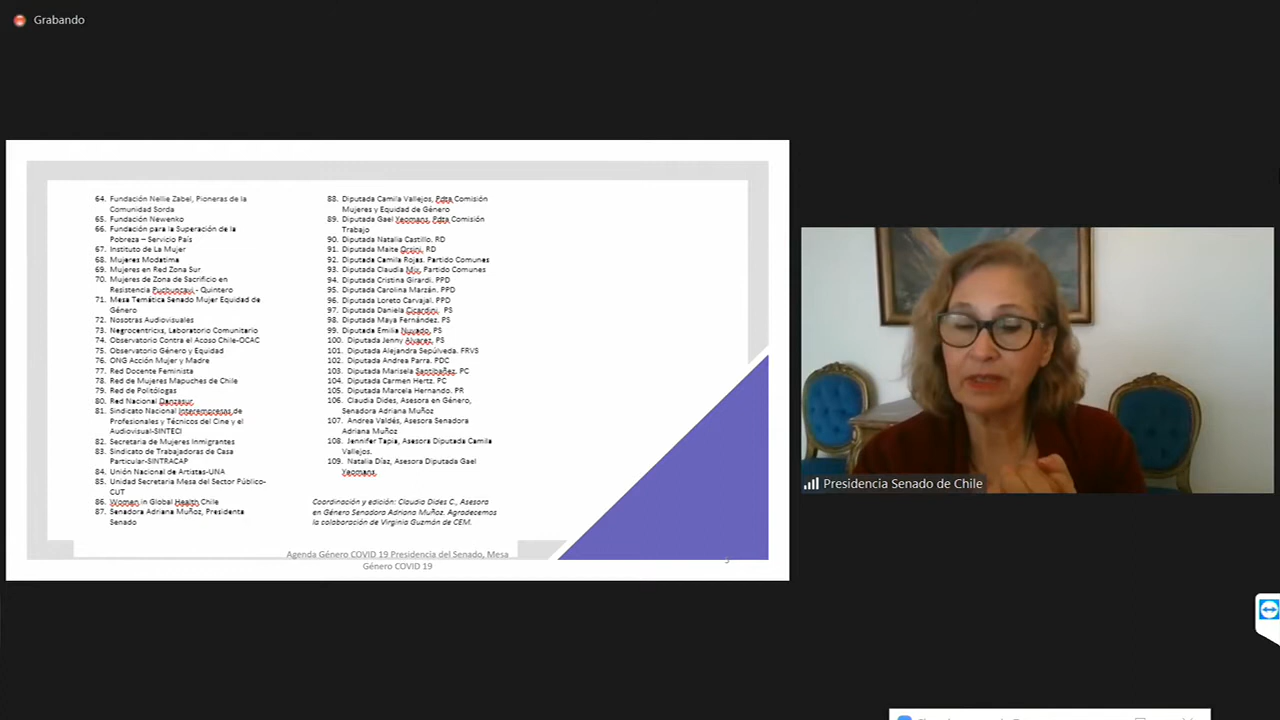 Grabando
64. Fundación Nellie Zabel, Pioneras de la
Comunidad Sorda
65. Fundación Newenko
66. Fundación para la Superación de la
Pobreza – Servicio País
67. Instituto de La Mujer
68. Mujeres Modatima
69. Mujeres en Red Zona Sur
70. Mujeres de Zona de Sacrificio en
Resistencia Puchuncaví - Quintero
71. Mesa Temática Senado Mujer Equidad de
Género
72. Nosotras Audiovisuales
73. Negrocentricxs, Laboratorio Comunitario
74. Observatorio Contra el Acoso Chile-OCAC
75. Observatorio Género y Equidad
76. ONG Acción Mujer y Madre
77. Red Docente Feminista
78. Red de Mujeres Mapuches de Chile
79. Red de Politólogas
80. Red Nacional Danzasur
81. Sindicato Nacional Interempresas de
Profesionales y Técnicos del Cine y el
Audiovisual-SINTECI
82. Secretaria de Mujeres Inmigrantes
83. Sindicato de Trabajadoras de Casa
Particular-SINTRACAP
84. Unión Nacional de Artistas-UNA
85. Unidad Secretaria Mesa del Sector Público-
CUT
86. Women in Global Health Chile
87. Senadora Adriana Muñoz, Presidenta
Senado
88. Diputada Camila Vallejos, Pdta Comisión
Mujeres y Equidad de Género
89. Diputada Gael Yeomans, Pdta Comisión
Trabajo
90. Diputada Natalia Castillo. RD
91. Diputada Maite Orsini, RD
92. Diputada Camila Rojas. Partido Comunes
93. Diputada Claudia Mix, Partido Comunes
94. Diputada Cristina Girardi. PPD
95. Diputada Carolina Marzán. PPD
96. Diputada Loreto Carvajal. PPD
97. Diputada Daniela Cicardini, PS
98. Diputada Maya Fernández. PS
99. Diputada Emilia Nuyado, PS
100. Diputada Jenny Alvarez, PS
101. Diputada Alejandra Sepúlveda. FRVS
102. Diputada Andrea Parra. PDC
103. Diputada Marisela Santibañez. PC
104. Diputada Carmen Hertz. PC
105. Diputada Marcela Hernando. PR
106. Claudia Dides, Asesora en Género,
Senadora Adriana Muñoz
107. Andrea Valdés, Asesora Senadora
Adriana Muñoz
108. Jennifer Tapia, Asesora Diputada Camila
Vallejos.
109. Natalia Díaz, Asesora Diputada Gael
Yeomans.
Coordinación y edición: Claudia Dides C., Asesora
en Género Senadora Adriana Muñoz. Agradecemos
la colaboración de Virginia Guzmán de CEM.
Agenda Género COVID 19 Presidencia del Senado, Mesa
Género COVID 19
Presidencia Senado de Chile